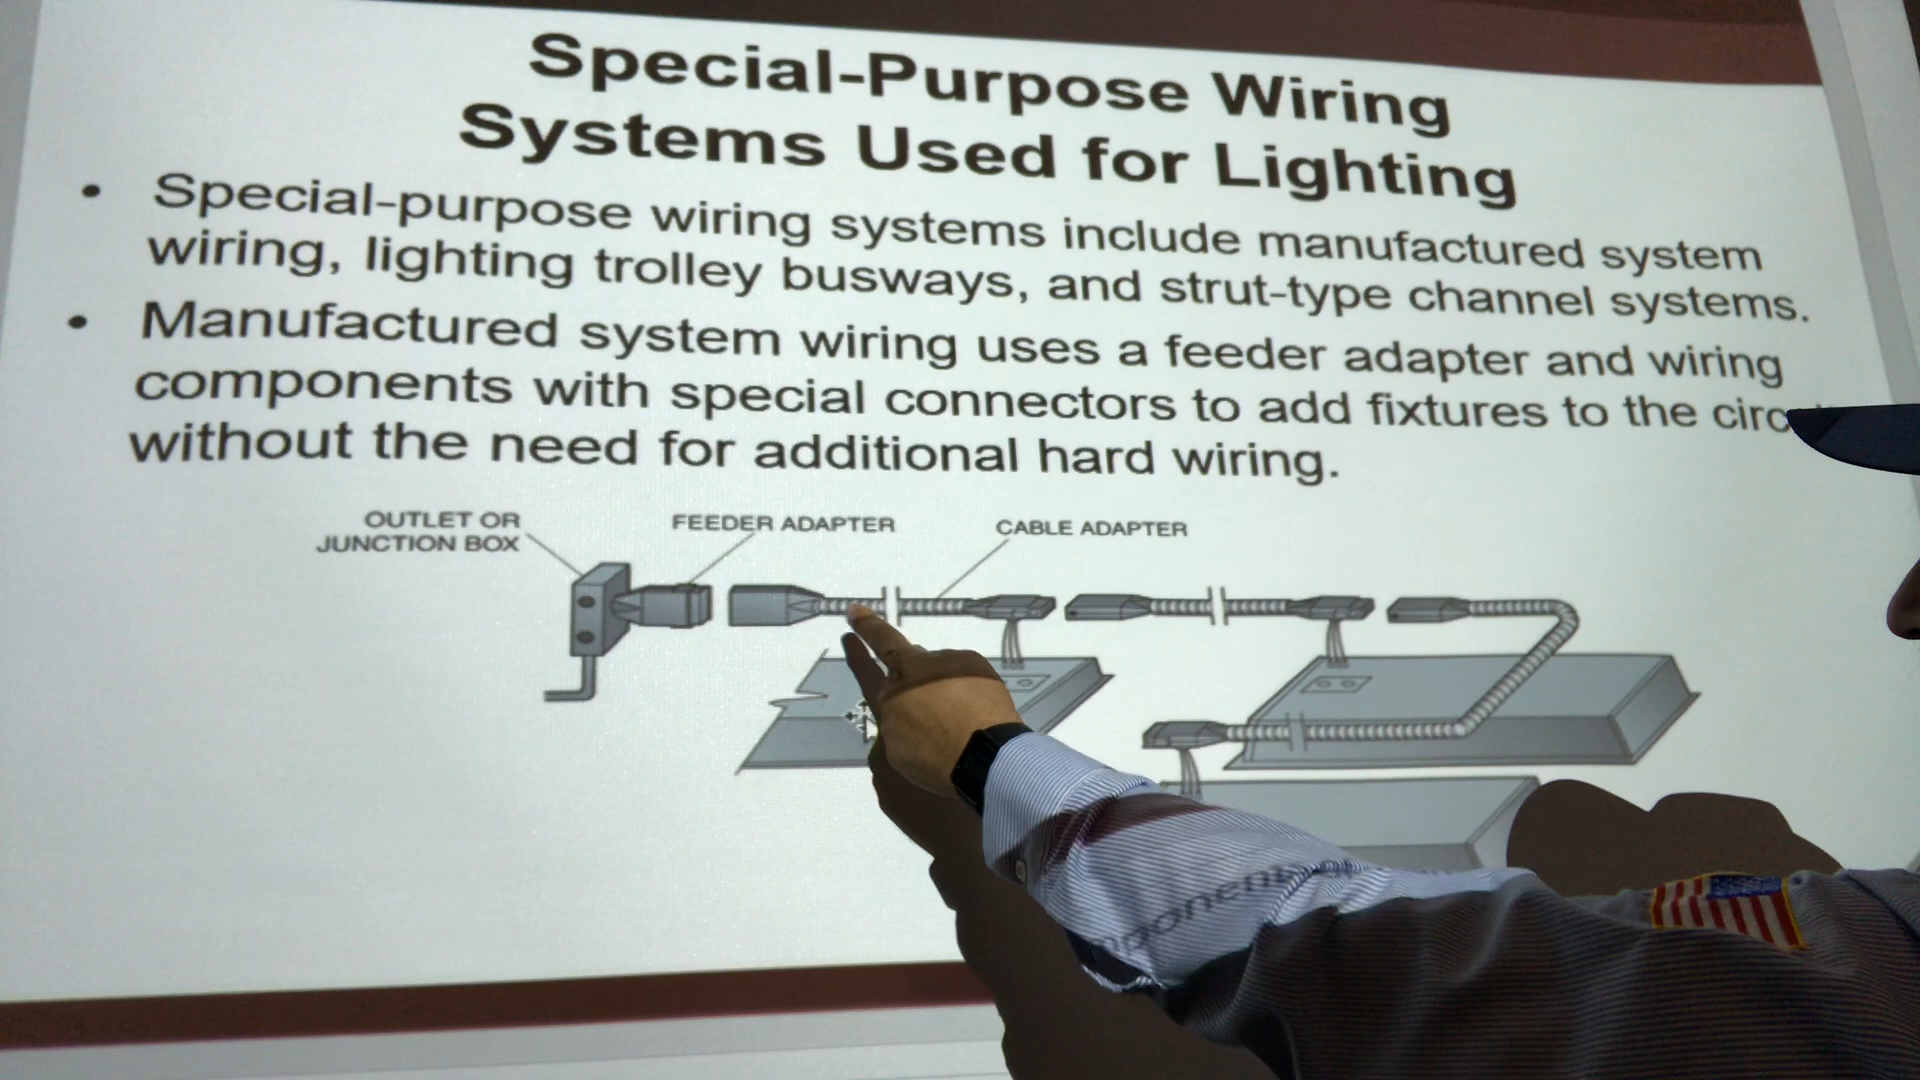 Special-Purpose Wiring
Systems Used for Lighting
• Special-purpose wiring systems include manufactured system
wiring, lighting trolley busways, and strut-type channel systems.
• Manufactured system wiring uses a feeder adapter and wiring
components with special connectors to add fixtures to the
without the need for additional hard wiring.
OUTLET OR
JUNCTION BOX
FEEDER ADAPTER
CABLE ADAPTER